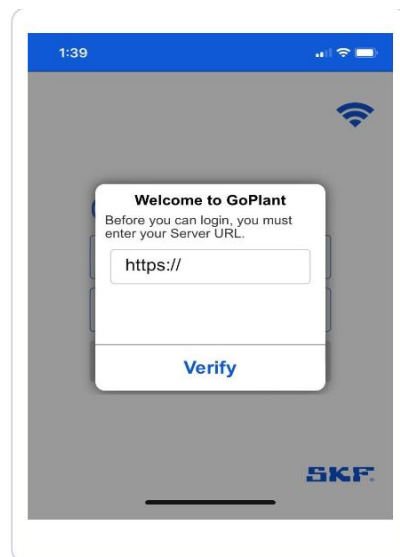 1:39
Welcome to GoPlant
Before you can login, you must
enter your Server URL.
https://
Verify
SKF.